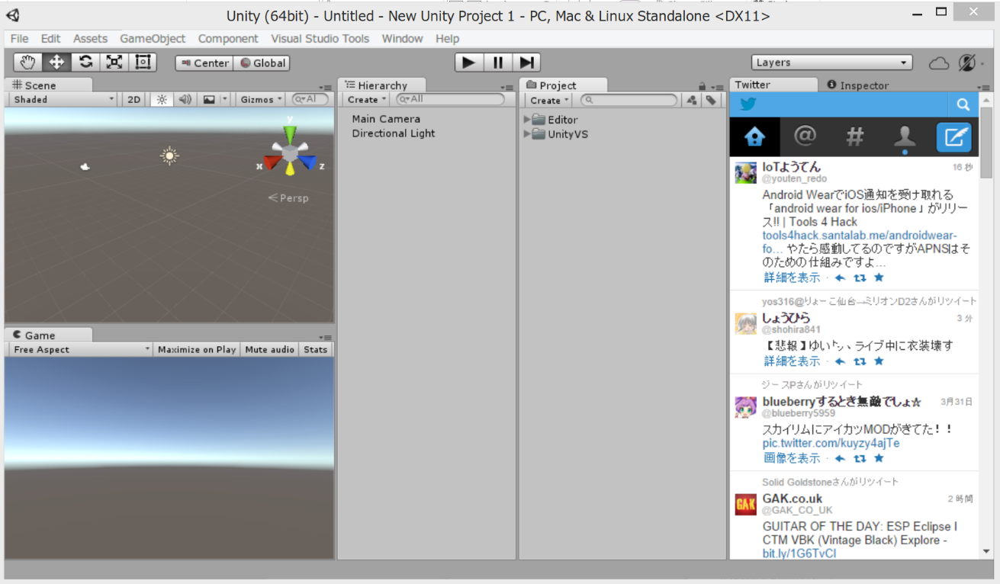 Unity (64bit) - Untitled - New Unity Project 1 - PC, Mac & Linux Standalone <DX11>
File Edit Assets GameObject Component Visual Studio Tools Window Help
Center Global Layers
Scene
Shaded 2D Gizmos Al
y
x z
Persp
Game
Free Aspect Maximize on Play Mute audio Stats
Hierarchy
Create All
Main Camera
Directional Light
Project
Create
Editor
UnityVS
Twitter Inspector
@ #
IoTようてん 16 秒
@youten_redo
Android WearでiOS通知を受け取れる
「android wear for ios/iPhone」がリリー
ス!! | Tools 4 Hack
tools4hack.santalab.me/androidwear-
fo... やたら感動してるのですがAPNSはそ
のための仕組みですよ...
詳細を表示
yos316@りょーこ仙台→ミリオンD2さんがリツイート
しょうひら 3 分
@shohira841
【悲報】ゆいたん、ライブ中に衣装壊す
詳細を表示
ジースPさんがリツイート
blueberryするとき無敵でしょ☆ 3月31日
@blueberry5959
スカイリムにアイカツMODがきてた！！
pic.twitter.com/kuyzy4ajTe
画像を表示
Solid Goldstoneさんがリツイート
GAK
GAK.co.uk 2 時間
@GAK_CO_UK
GUITAR OF THE DAY: ESP Eclipse I
CTM VBK (Vintage Black) Explore -
bit.ly/1G6TvCI